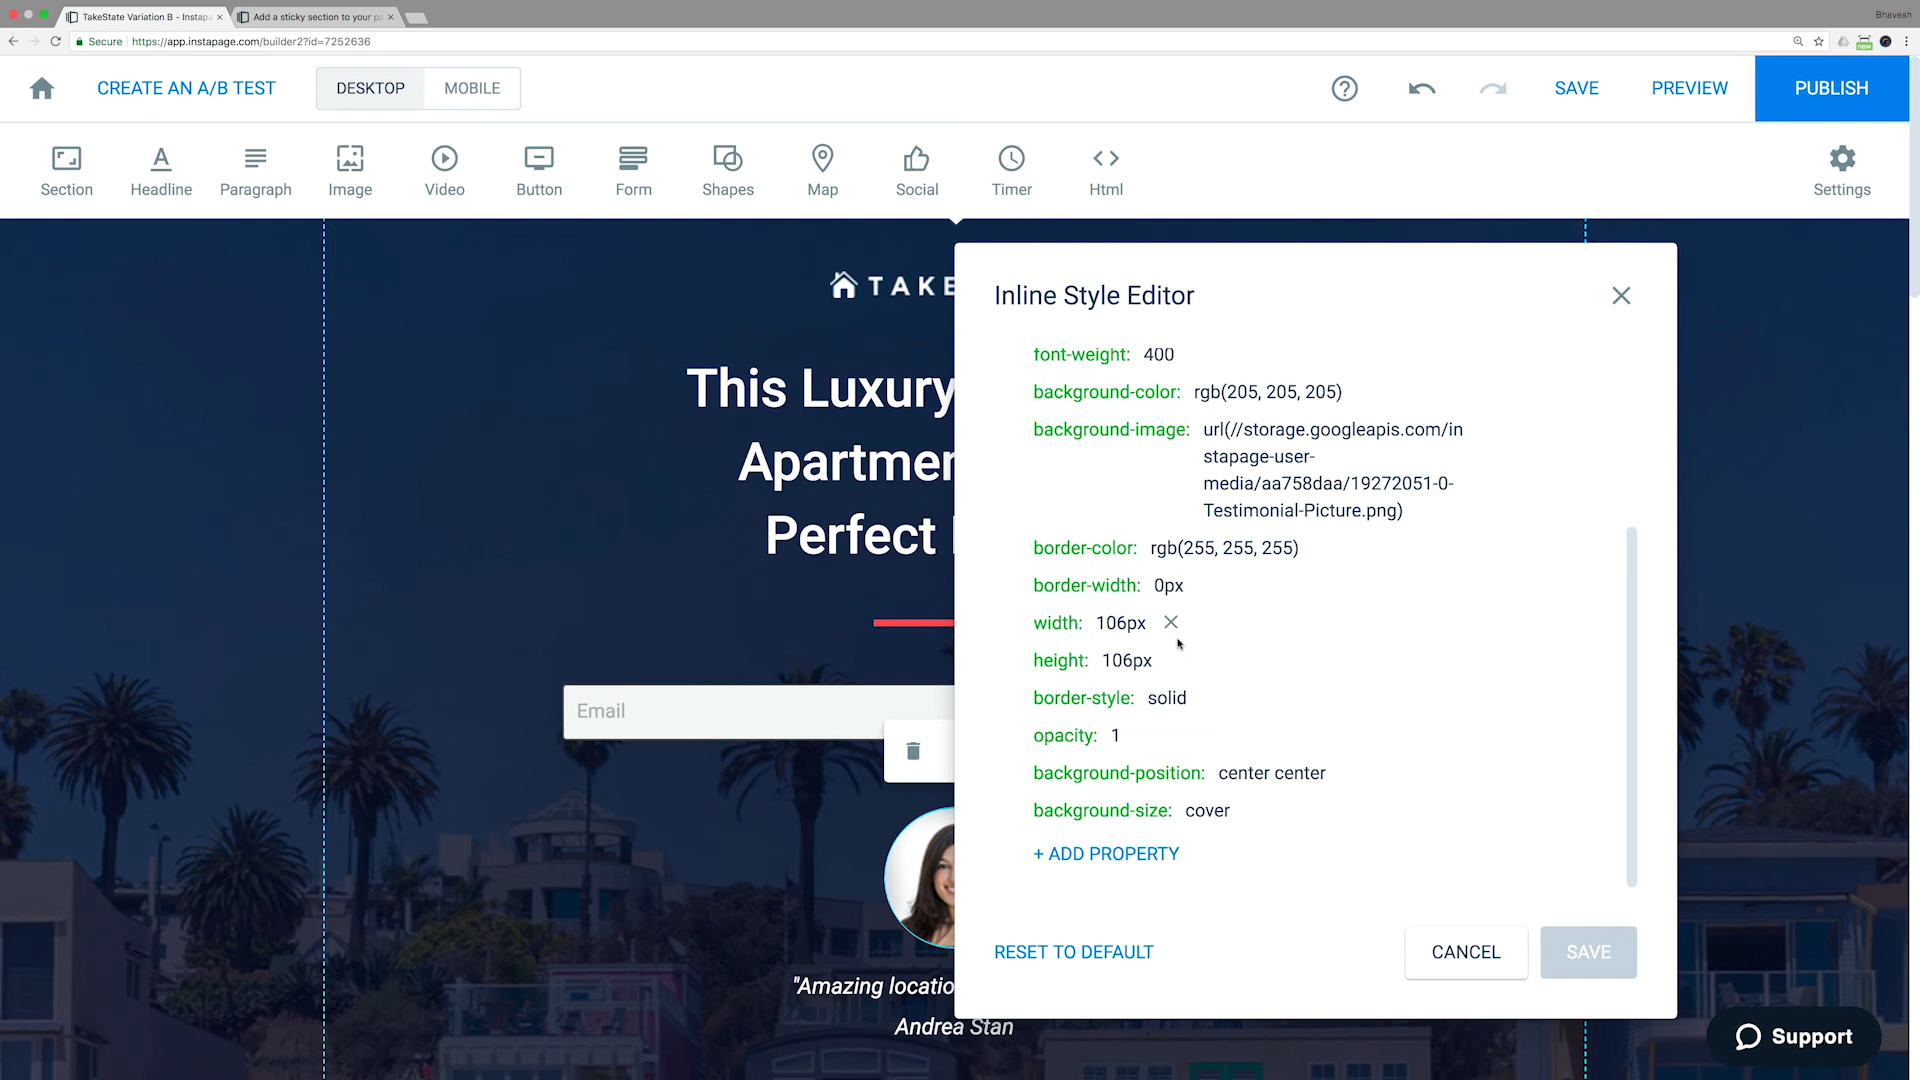 TakeState Variation B - Instapa
Add a sticky section to your pa
Bhavesh
Secure
https://app.instapage.com/builder2?id=7252636
new
CREATE AN A/B TEST
DESKTOP
MOBILE
?
SAVE
PREVIEW
PUBLISH
Section
Headline
Paragraph
Image
Video
Button
Form
Shapes
Map
Social
Timer
Html
Settings
TAKE
This Luxury
Apartmen
Perfect
Email
"Amazing locatio
Andrea Stan
Inline Style Editor
font-weight: 400
background-color: rgb(205, 205, 205)
background-image: url(//storage.googleapis.com/in
stapage-user-
media/aa758daa/19272051-0-
Testimonial-Picture.png)
border-color: rgb(255, 255, 255)
border-width: 0px
width: 106px
height: 106px
border-style: solid
opacity: 1
background-position: center center
background-size: cover
+ ADD PROPERTY
RESET TO DEFAULT
CANCEL
SAVE
Support